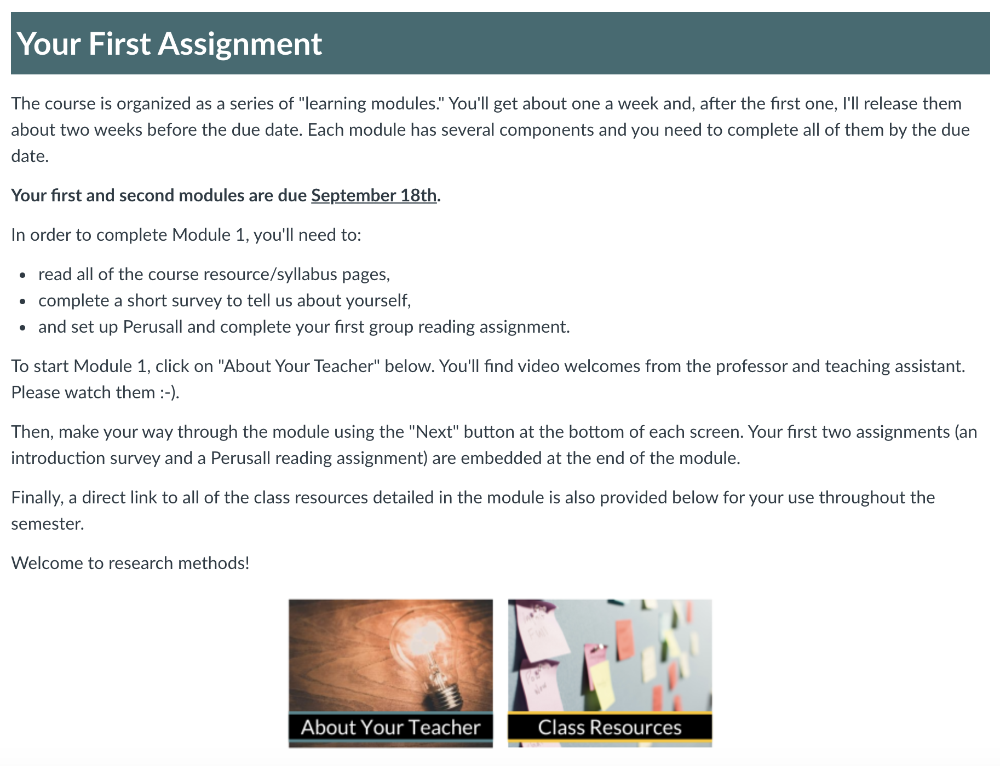 Your First Assignment
The course is organized as a series of "learning modules." You'll get about one a week and, after the first one, I'll release them
about two weeks before the due date. Each module has several components and you need to complete all of them by the due
date.
Your first and second modules are due September 18th.
In order to complete Module 1, you'll need to:
• read all of the course resource/syllabus pages,
• complete a short survey to tell us about yourself,
• and set up Perusall and complete your first group reading assignment.
To start Module 1, click on "About Your Teacher" below. You'll find video welcomes from the professor and teaching assistant.
Please watch them :-).
Then, make your way through the module using the "Next" button at the bottom of each screen. Your first two assignments (an
introduction survey and a Perusall reading assignment) are embedded at the end of the module.
Finally, a direct link to all of the class resources detailed in the module is also provided below for your use throughout the
semester.
Welcome to research methods!
About Your Teacher
Class Resources